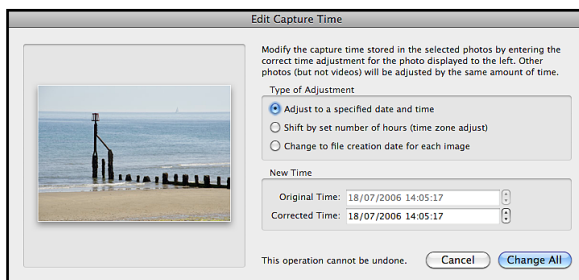 Edit Capture Time
Modify the capture time stored in the selected photos by entering the
correct time adjustment for the photo displayed to the left. Other
photos (but not videos) will be adjusted by the same amount of time.
Type of Adjustment
Adjust to a specified date and time
Shift by set number of hours (time zone adjust)
Change to file creation date for each image
New Time
Original Time: 18/07/2006 14:05:17
Corrected Time: 18/07/2006 14:05:17
This operation cannot be undone. Cancel Change All